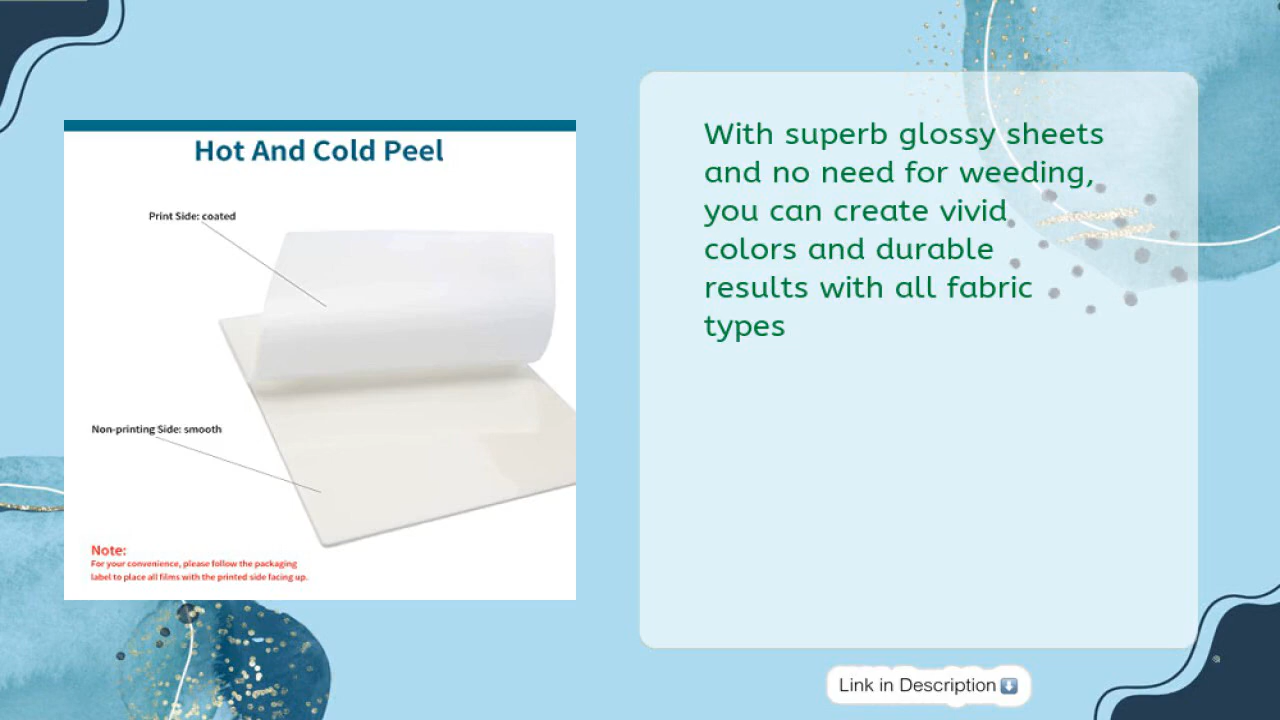 Hot And Cold Peel
Print Side: coated
Non-printing Side: smooth
Note:
For your convenience, please follow the packaging
label to place all films with the printed side facing up.
With superb glossy sheets
and no need for weeding,
you can create vivid
colors and durable
results with all fabric
types
Link in Description ⬇️